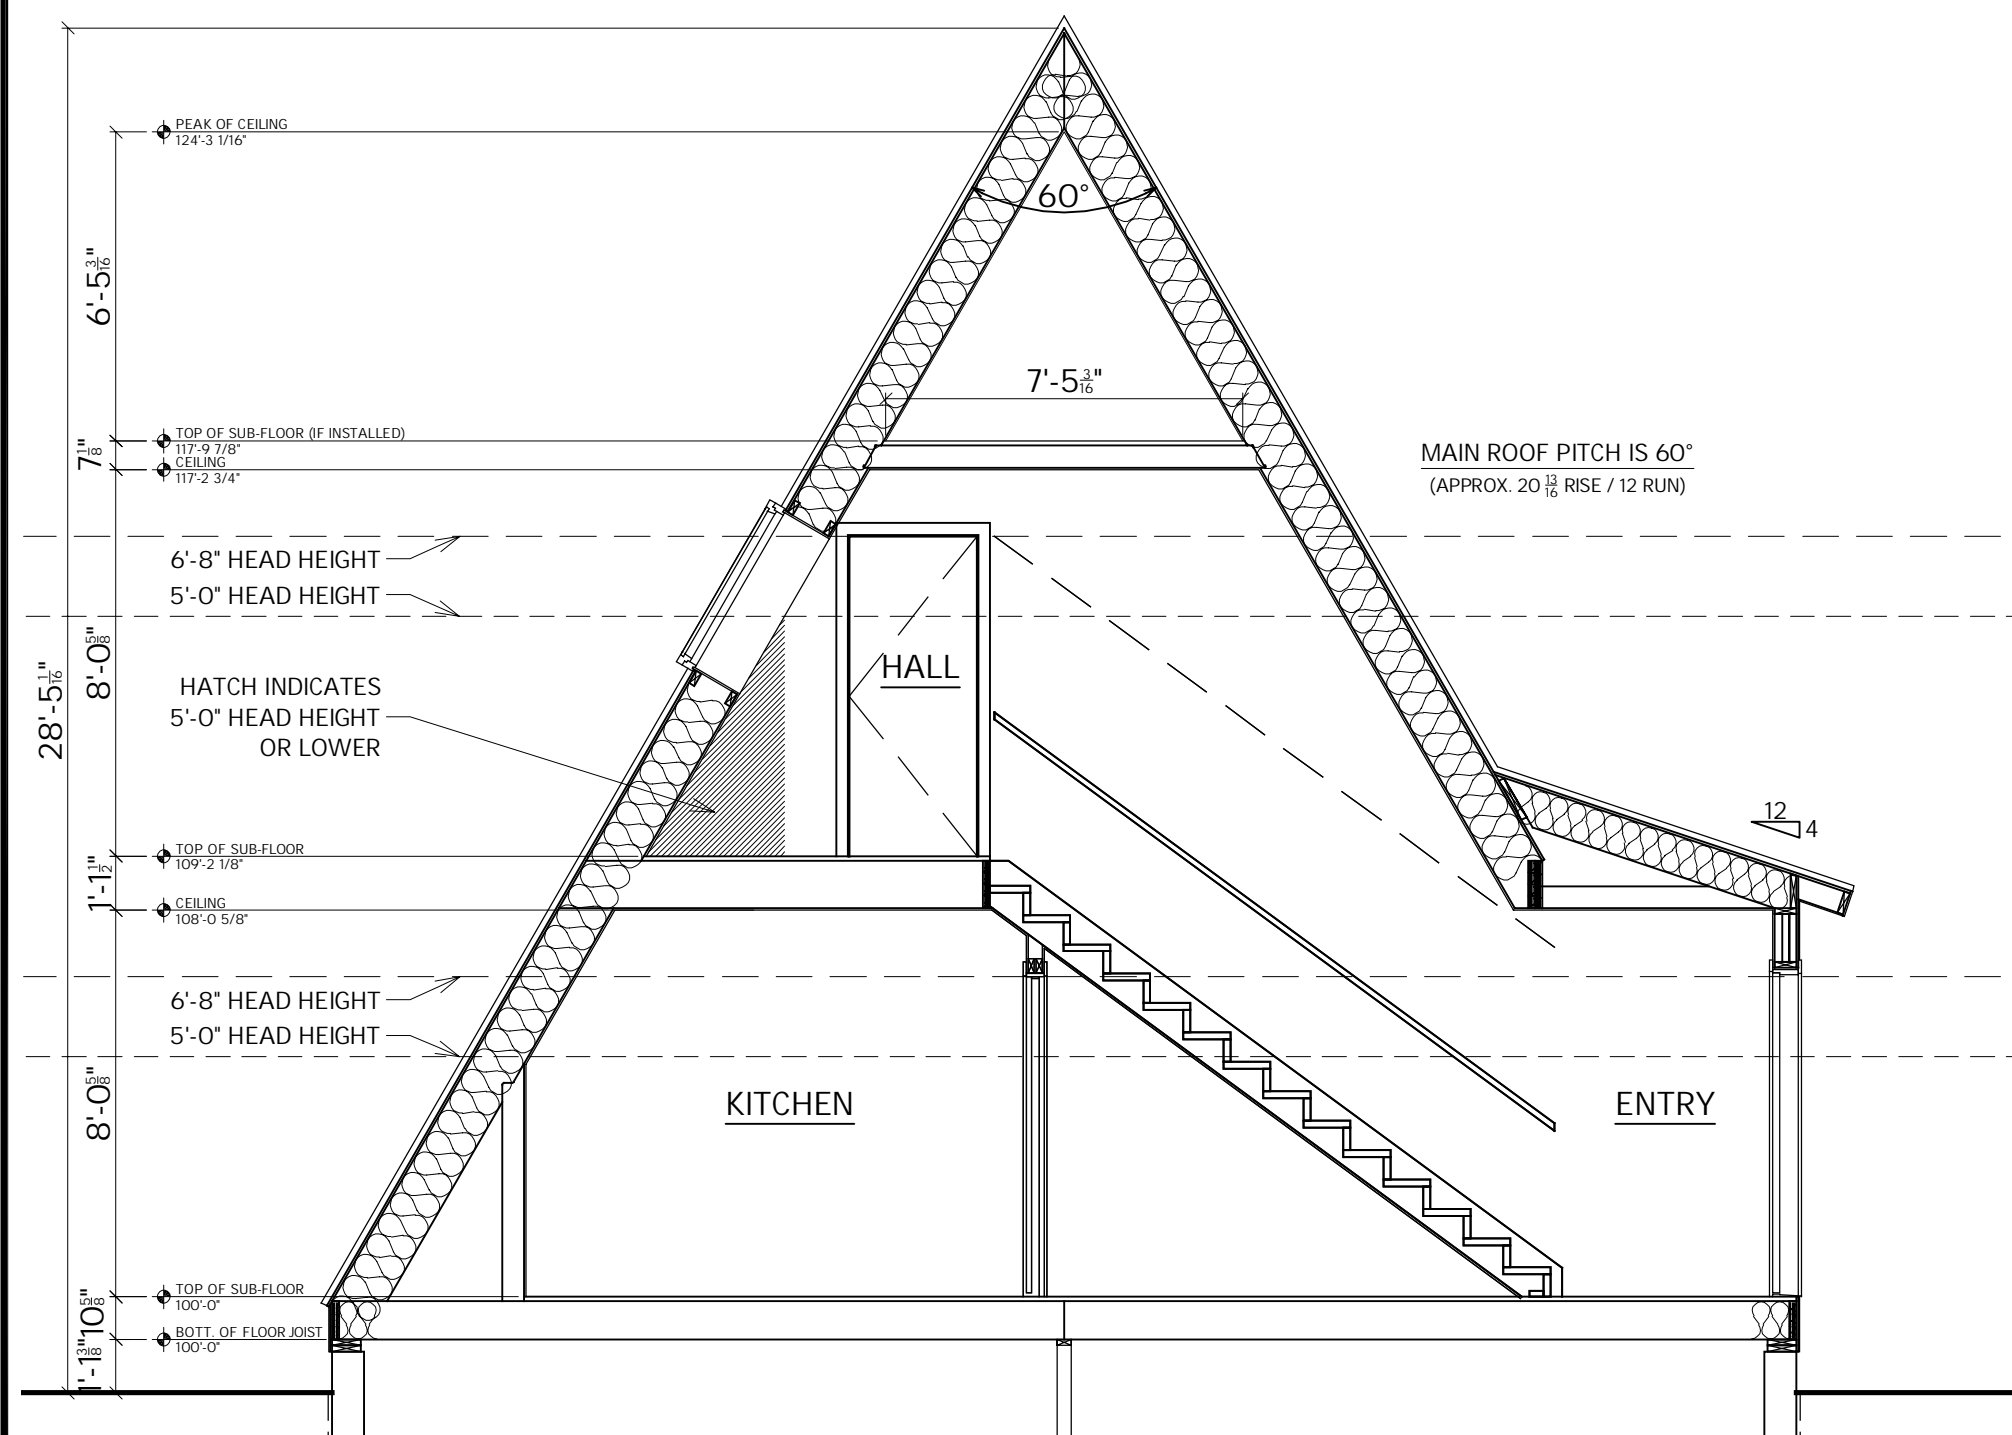 PEAK OF CEILING
124'-3 1/16"
60°
6'-5 3/16"
7'-5 3/16"
TOP OF SUB-FLOOR (IF INSTALLED)
117'-9 7/8"
7 1/8"
CEILING
117'-2 3/4"
MAIN ROOF PITCH IS 60°
(APPROX. 20 13/16 RISE / 12 RUN)
6'-8" HEAD HEIGHT
5'-0" HEAD HEIGHT
8'-0 5/8"
28'-5 1/16"
HALL
HATCH INDICATES
5'-0" HEAD HEIGHT
OR LOWER
12
4
TOP OF SUB-FLOOR
109'-2 1/8"
1'-1 1/2"
CEILING
108'-0 5/8"
6'-8" HEAD HEIGHT
5'-0" HEAD HEIGHT
8'-0 5/8"
KITCHEN
ENTRY
TOP OF SUB-FLOOR
100'-0"
10 5/8"
BOTT. OF FLOOR JOIST
100'-0"
1'-1 3/8"